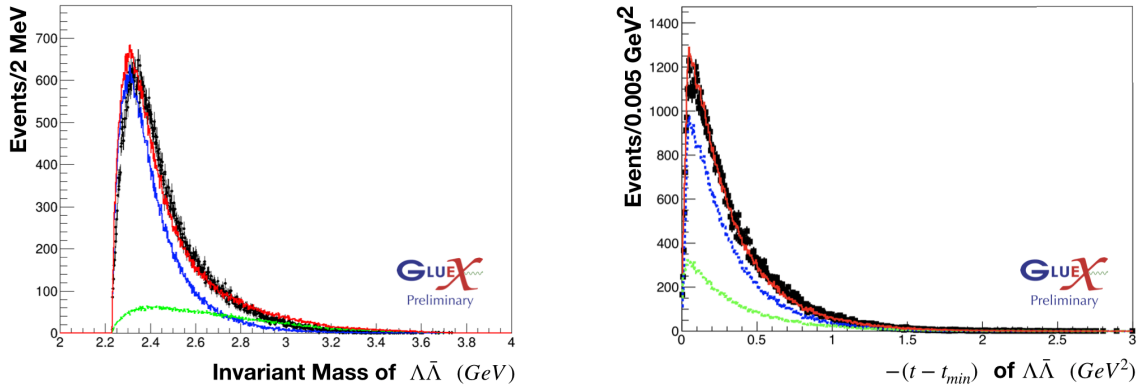 Events/2 MeV
700
600
500
400
300
200
100
0
2 2.2 2.4 2.6 2.8 3 3.2 3.4 3.6 3.8 4
GLUEX
Preliminary
Invariant Mass of ΛΛ̄ (GeV)
Events/0.005 GeV²
1400
1200
1000
800
600
400
200
0
0 0.5 1 1.5 2 2.5 3
GLUEX
Preliminary
−(t − tₘᵢₙ) of ΛΛ̄ (GeV²)